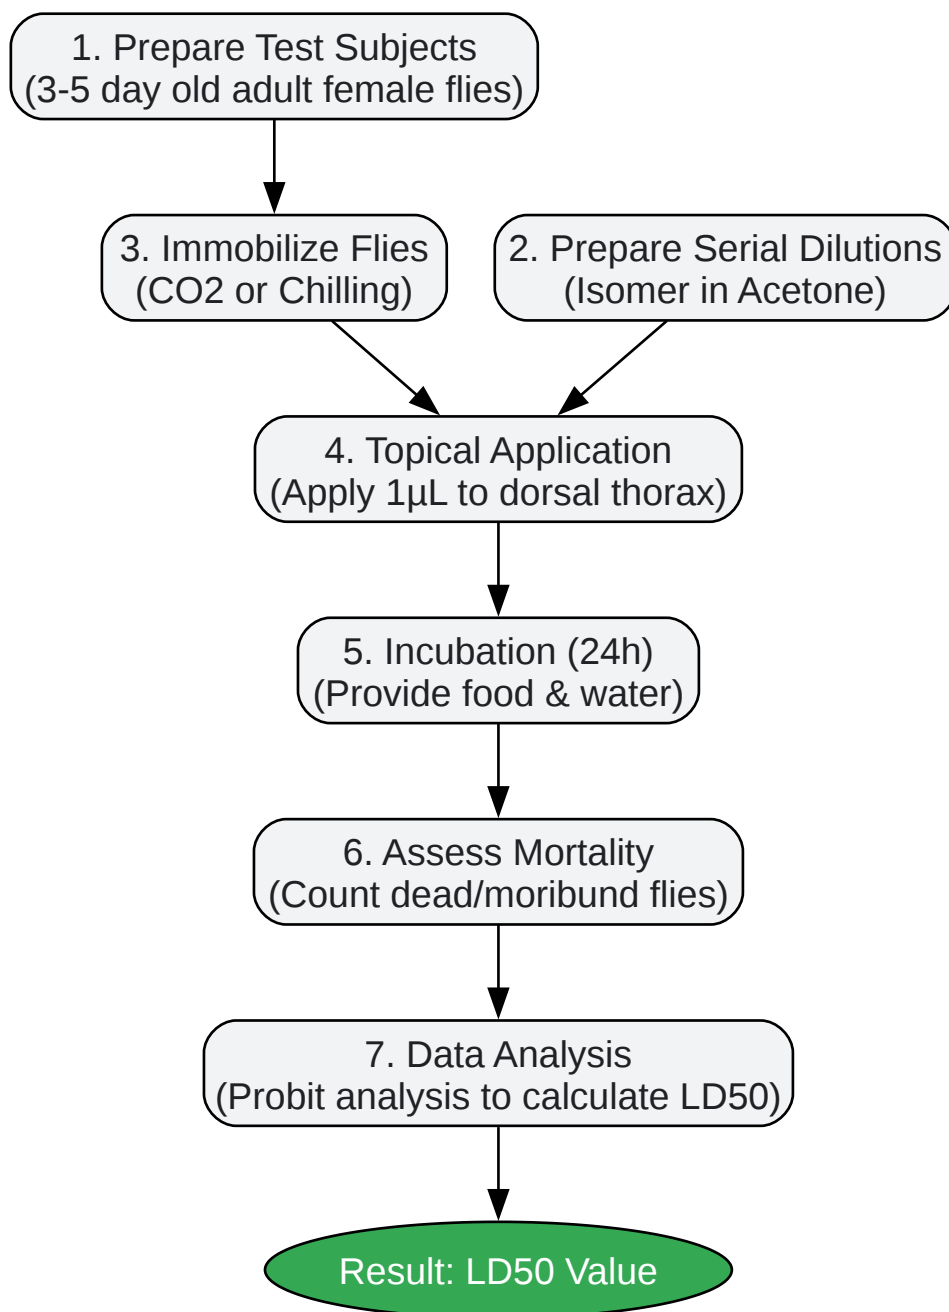 1. Prepare Test Subjects
(3-5 day old adult female flies)
3. Immobilize Flies
(CO2 or Chilling)
2. Prepare Serial Dilutions
(Isomer in Acetone)
4. Topical Application
(Apply 1µL to dorsal thorax)
5. Incubation (24h)
(Provide food & water)
6. Assess Mortality
(Count dead/moribund flies)
7. Data Analysis
(Probit analysis to calculate LD50)
Result: LD50 Value